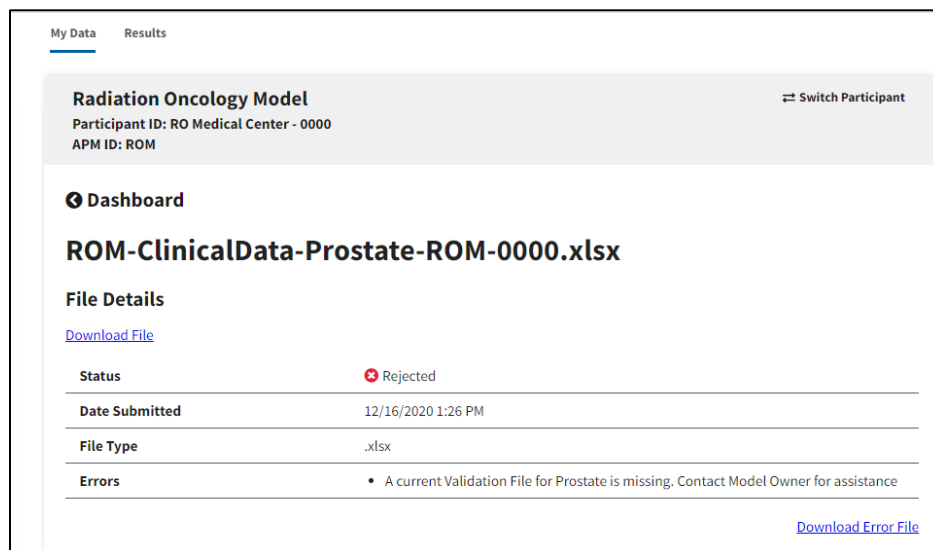 My Data Results
Radiation Oncology Model
Switch Participant
Participant ID: RO Medical Center - 0000
APM ID: ROM
Dashboard
ROM-ClinicalData-Prostate-ROM-0000.xlsx
File Details
Download File
Status Rejected
Date Submitted 12/16/2020 1:26 PM
File Type .xlsx
Errors • A current Validation File for Prostate is missing. Contact Model Owner for assistance
Download Error File